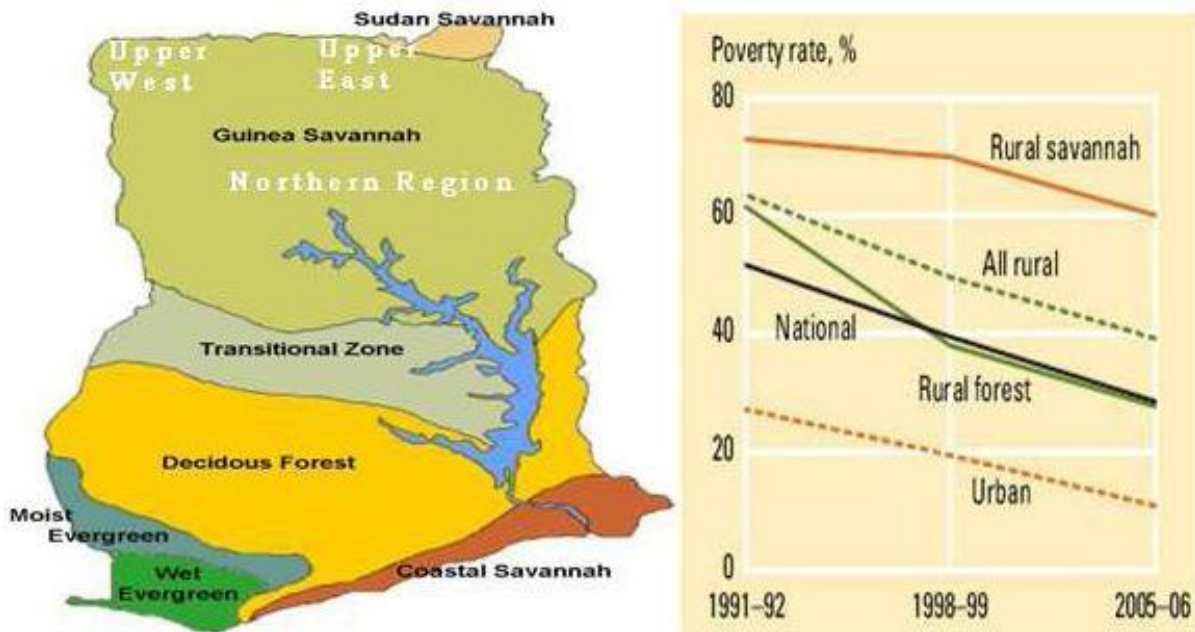 Sudan Savannah
Upper
West
Upper
East
Guinea Savannah
Northern Region
Transitional Zone
Decidous Forest
Moist
Evergreen
Wet
Evergreen
Coastal Savannah
Poverty rate, %
80
60
40
20
0
Rural savannah
All rural
National
Rural forest
Urban
1991–92
1998–99
2005–06